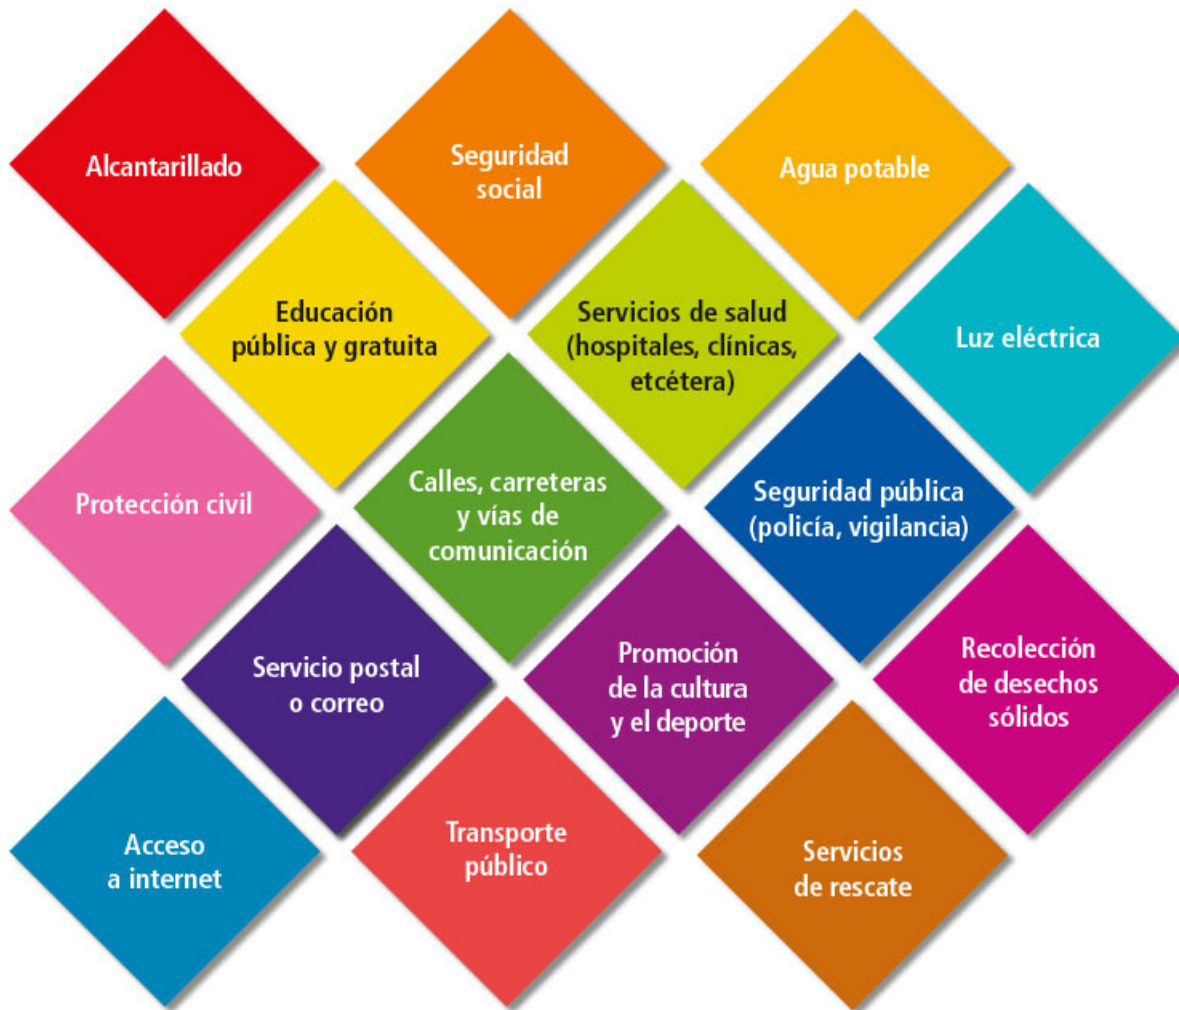 Alcantarillado
Seguridad
social
Agua potable
Educación
pública y gratuita
Servicios de salud
(hospitales, clínicas,
etcétera)
Luz eléctrica
Protección civil
Calles, carreteras
y vías de
comunicación
Seguridad pública
(policía, vigilancia)
Servicio postal
o correo
Promoción
de la cultura
y el deporte
Recolección
de desechos
sólidos
Acceso
a internet
Transporte
público
Servicios
de rescate